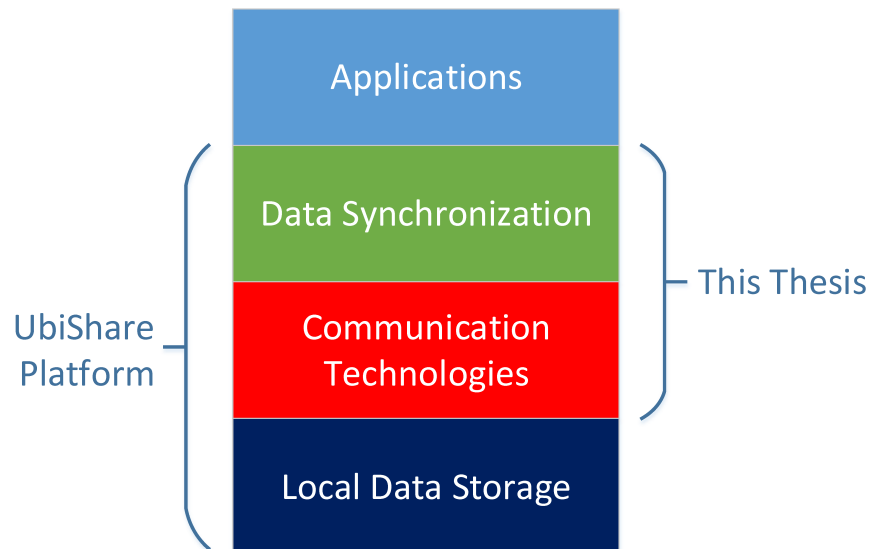 Applications
Data Synchronization
This Thesis
Communication
Technologies
UbiShare
Platform
Local Data Storage